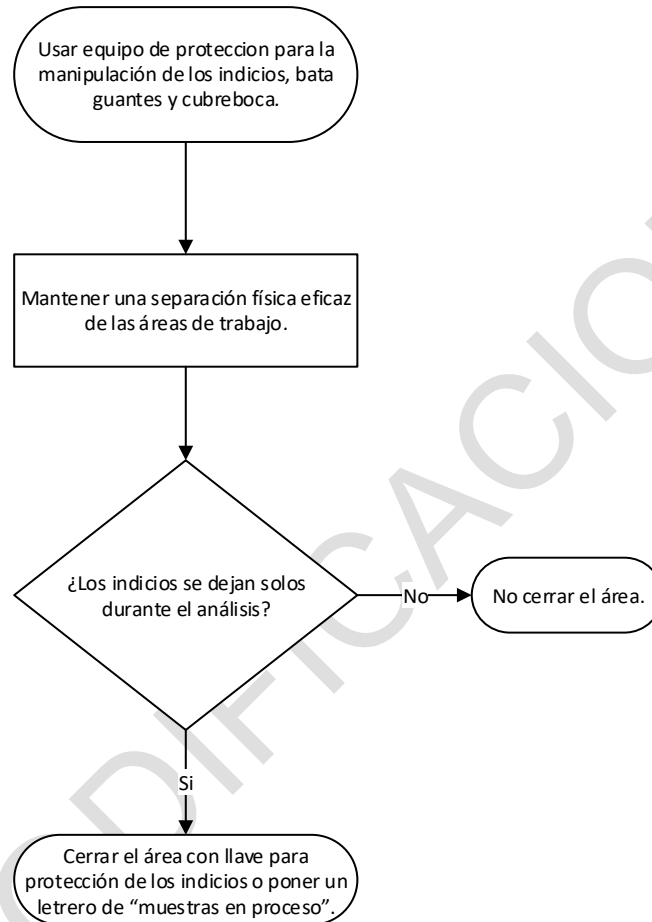 Usar equipo de proteccion para la
manipulación de los indicios, bata
guantes y cubreboca.
Mantener una separación física eficaz
de las áreas de trabajo.
¿Los indicios se dejan solos
durante el análisis?
No
No cerrar el área.
Si
Cerrar el área con llave para
protección de los indicios o poner un
letrero de “muestras en proceso”.